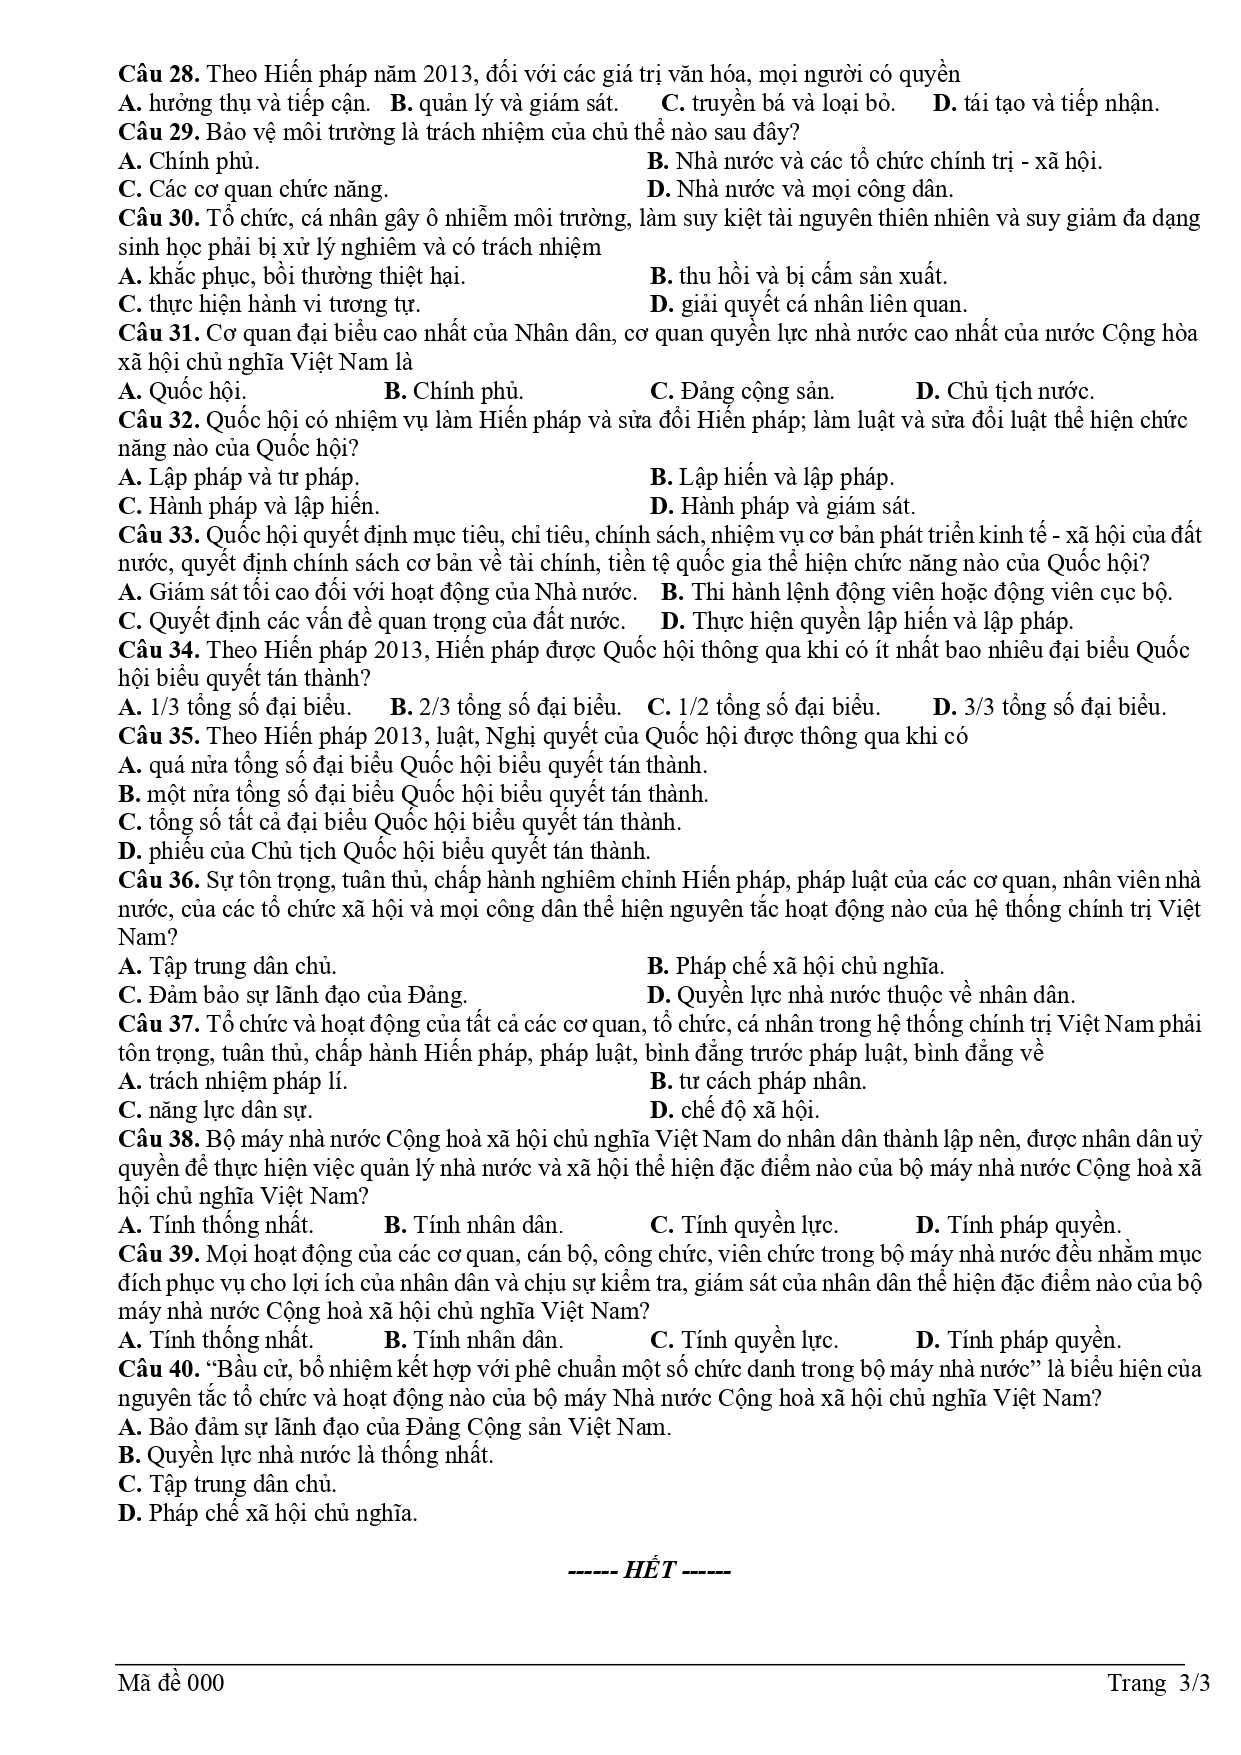 Câu 28. Theo Hiến pháp năm 2013, đối với các giá trị văn hóa, mọi người có quyền
A. hưởng thụ và tiếp cận. B. quản lý và giám sát. C. truyền bá và loại bỏ. D. tái tạo và tiếp nhận.
Câu 29. Bảo vệ môi trường là trách nhiệm của chủ thể nào sau đây?
A. Chính phủ. B. Nhà nước và các tổ chức chính trị - xã hội.
C. Các cơ quan chức năng. D. Nhà nước và mọi công dân.
Câu 30. Tổ chức, cá nhân gây ô nhiễm môi trường, làm suy kiệt tài nguyên thiên nhiên và suy giảm đa dạng
sinh học phải bị xử lý nghiêm và có trách nhiệm
A. khắc phục, bồi thường thiệt hại. B. thu hồi và bị cấm sản xuất.
C. thực hiện hành vi tương tự. D. giải quyết cá nhân liên quan.
Câu 31. Cơ quan đại biểu cao nhất của Nhân dân, cơ quan quyền lực nhà nước cao nhất của nước Cộng hòa
xã hội chủ nghĩa Việt Nam là
A. Quốc hội. B. Chính phủ. C. Đảng cộng sản. D. Chủ tịch nước.
Câu 32. Quốc hội có nhiệm vụ làm Hiến pháp và sửa đổi Hiến pháp; làm luật và sửa đổi luật thể hiện chức
năng nào của Quốc hội?
A. Lập pháp và tư pháp. B. Lập hiến và lập pháp.
C. Hành pháp và lập hiến. D. Hành pháp và giám sát.
Câu 33. Quốc hội quyết định mục tiêu, chỉ tiêu, chính sách, nhiệm vụ cơ bản phát triển kinh tế - xã hội của đất
nước, quyết định chính sách cơ bản về tài chính, tiền tệ quốc gia thể hiện chức năng nào của Quốc hội?
A. Giám sát tối cao đối với hoạt động của Nhà nước. B. Thi hành lệnh động viên hoặc động viên cục bộ.
C. Quyết định các vấn đề quan trọng của đất nước. D. Thực hiện quyền lập hiến và lập pháp.
Câu 34. Theo Hiến pháp 2013, Hiến pháp được Quốc hội thông qua khi có ít nhất bao nhiêu đại biểu Quốc
hội biểu quyết tán thành?
A. 1/3 tổng số đại biểu. B. 2/3 tổng số đại biểu. C. 1/2 tổng số đại biểu. D. 3/3 tổng số đại biểu.
Câu 35. Theo Hiến pháp 2013, luật, Nghị quyết của Quốc hội được thông qua khi có
A. quá nửa tổng số đại biểu Quốc hội biểu quyết tán thành.
B. một nửa tổng số đại biểu Quốc hội biểu quyết tán thành.
C. tổng số tất cả đại biểu Quốc hội biểu quyết tán thành.
D. phiếu của Chủ tịch Quốc hội biểu quyết tán thành.
Câu 36. Sự tôn trọng, tuân thủ, chấp hành nghiêm chỉnh Hiến pháp, pháp luật của các cơ quan, nhân viên nhà
nước, của các tổ chức xã hội và mọi công dân thể hiện nguyên tắc hoạt động nào của hệ thống chính trị Việt
Nam?
A. Tập trung dân chủ. B. Pháp chế xã hội chủ nghĩa.
C. Đảm bảo sự lãnh đạo của Đảng. D. Quyền lực nhà nước thuộc về nhân dân.
Câu 37. Tổ chức và hoạt động của tất cả các cơ quan, tổ chức, cá nhân trong hệ thống chính trị Việt Nam phải
tôn trọng, tuân thủ, chấp hành Hiến pháp, pháp luật, bình đẳng trước pháp luật, bình đẳng về
A. trách nhiệm pháp lí. B. tư cách pháp nhân.
C. năng lực dân sự. D. chế độ xã hội.
Câu 38. Bộ máy nhà nước Cộng hoà xã hội chủ nghĩa Việt Nam do nhân dân thành lập nên, được nhân dân uỷ
quyền để thực hiện việc quản lý nhà nước và xã hội thể hiện đặc điểm nào của bộ máy nhà nước Cộng hoà xã
hội chủ nghĩa Việt Nam?
A. Tính thống nhất. B. Tính nhân dân. C. Tính quyền lực. D. Tính pháp quyền.
Câu 39. Mọi hoạt động của các cơ quan, cán bộ, công chức, viên chức trong bộ máy nhà nước đều nhằm mục
đích phục vụ cho lợi ích của nhân dân và chịu sự kiểm tra, giám sát của nhân dân thể hiện đặc điểm nào của bộ
máy nhà nước Cộng hoà xã hội chủ nghĩa Việt Nam?
A. Tính thống nhất. B. Tính nhân dân. C. Tính quyền lực. D. Tính pháp quyền.
Câu 40. “Bầu cử, bổ nhiệm kết hợp với phê chuẩn một số chức danh trong bộ máy nhà nước” là biểu hiện của
nguyên tắc tổ chức và hoạt động nào của bộ máy Nhà nước Cộng hoà xã hội chủ nghĩa Việt Nam?
A. Bảo đảm sự lãnh đạo của Đảng Cộng sản Việt Nam.
B. Quyền lực nhà nước là thống nhất.
C. Tập trung dân chủ.
D. Pháp chế xã hội chủ nghĩa.
------ HẾT ------
Mã đề 000 Trang 3/3